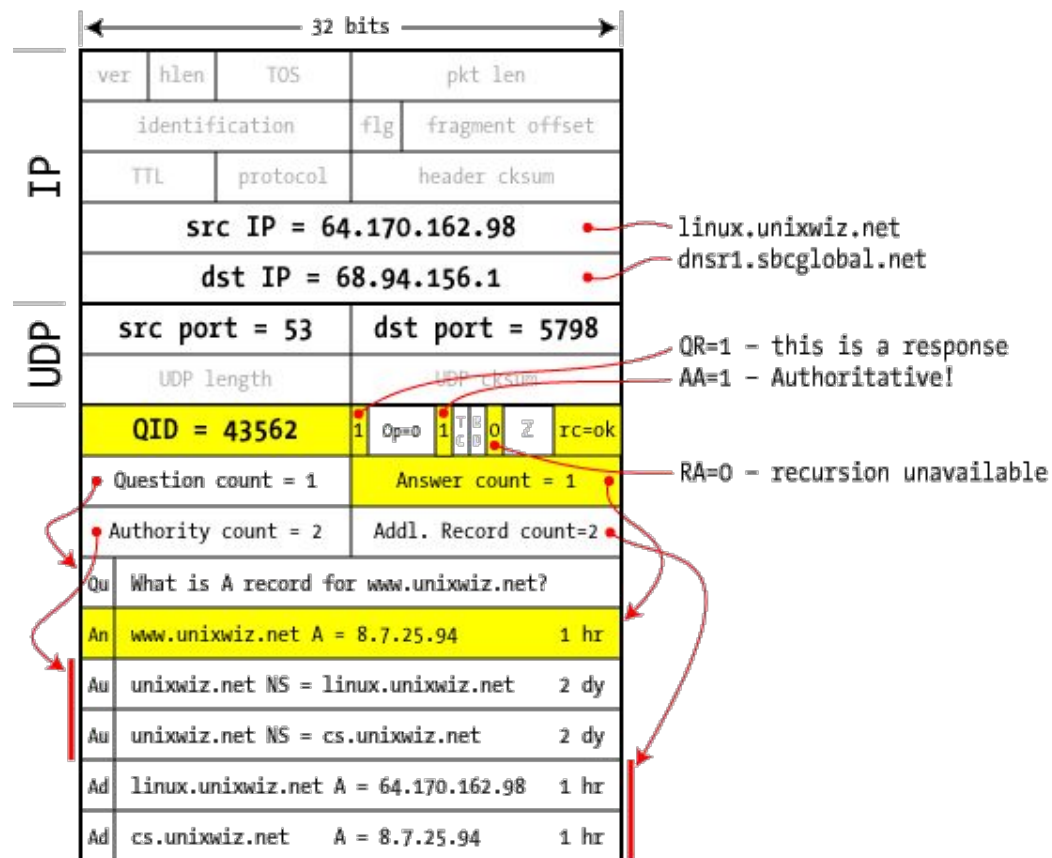 32 bits
ver hlen TOS pkt len
identification flg fragment offset
TTL protocol header cksum
IP
src IP = 64.170.162.98
linux.unixwiz.net
dst IP = 68.94.156.1
dnsr1.sbcglobal.net
UDP
src port = 53 dst port = 5798
QR=1 – this is a response
UDP length UDP cksum
AA=1 – Authoritative!
QID = 43562 1 Op=0 1 TC RD 0 Z rc=ok
RA=0 – recursion unavailable
Question count = 1 Answer count = 1
Authority count = 2 Addl. Record count=2
Qu What is A record for www.unixwiz.net?
An www.unixwiz.net A = 8.7.25.94 1 hr
Au unixwiz.net NS = linux.unixwiz.net 2 dy
Au unixwiz.net NS = cs.unixwiz.net 2 dy
Ad linux.unixwiz.net A = 64.170.162.98 1 hr
Ad cs.unixwiz.net A = 8.7.25.94 1 hr